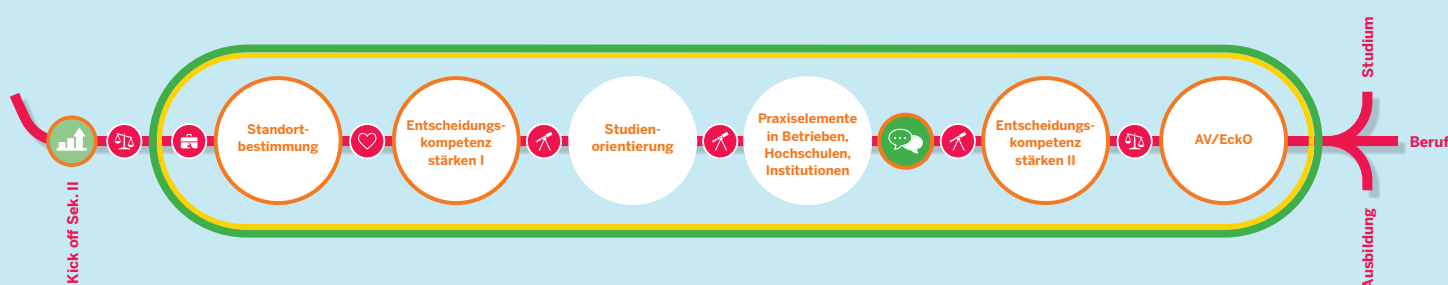 Kick off Sek. II
Standort-
bestimmung
Entscheidungs-
kompetenz
stärken I
Studien-
orientierung
Praxiselemente
in Betrieben,
Hochschulen,
Institutionen
Entscheidungs-
kompetenz
stärken II
AV/EckO
Studium
Beruf
Ausbildung